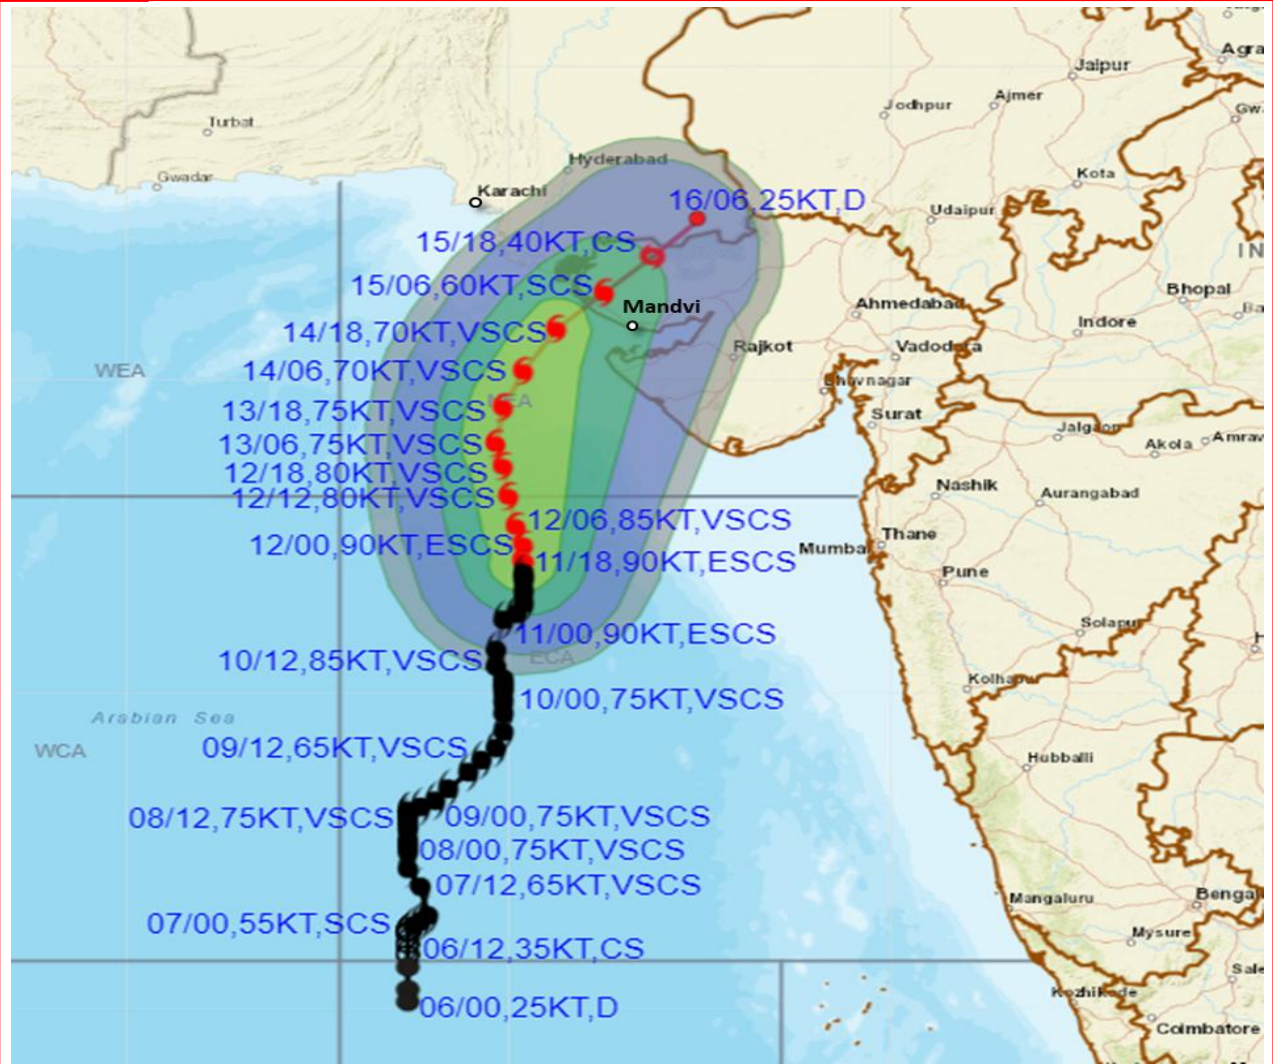 Agra
Jaipur
Ajmer
Jodhpur
Turbat
Hyderabad
Kota
Gwadar
Karachi
16/06,25KT,D
Udaipur
15/18,40KT,CS
15/06,60KT,SCS
Bhopal
Mandvi
Ahmedabad
14/18,70KT,VSCS
Indore
Rajkot
Vadodara
WEA
14/06,70KT,VSCS
Bhavnagar
13/18,75KT,VSCS
Surat
Jalgaon
13/06,75KT,VSCS
Akola
Amrav
12/18,80KT,VSCS
Nashik
12/12,80KT,VSCS
Aurangabad
12/06,85KT,VSCS
Thane
12/00,90KT,ESCS
Mumbai
11/18,90KT,ESCS
Pune
Solapur
11/00,90KT,ESCS
ECA
10/12,85KT,VSCS
Kolhapu
10/00,75KT,VSCS
Arabian Sea
09/12,65KT,VSCS
WCA
Hubballi
08/12,75KT,VSCS
09/00,75KT,VSCS
08/00,75KT,VSCS
07/12,65KT,VSCS
Mangaluru
Bengal
07/00,55KT,SCS
Mysure
06/12,35KT,CS
Sale
Kozhikode
06/00,25KT,D
Coimbatore